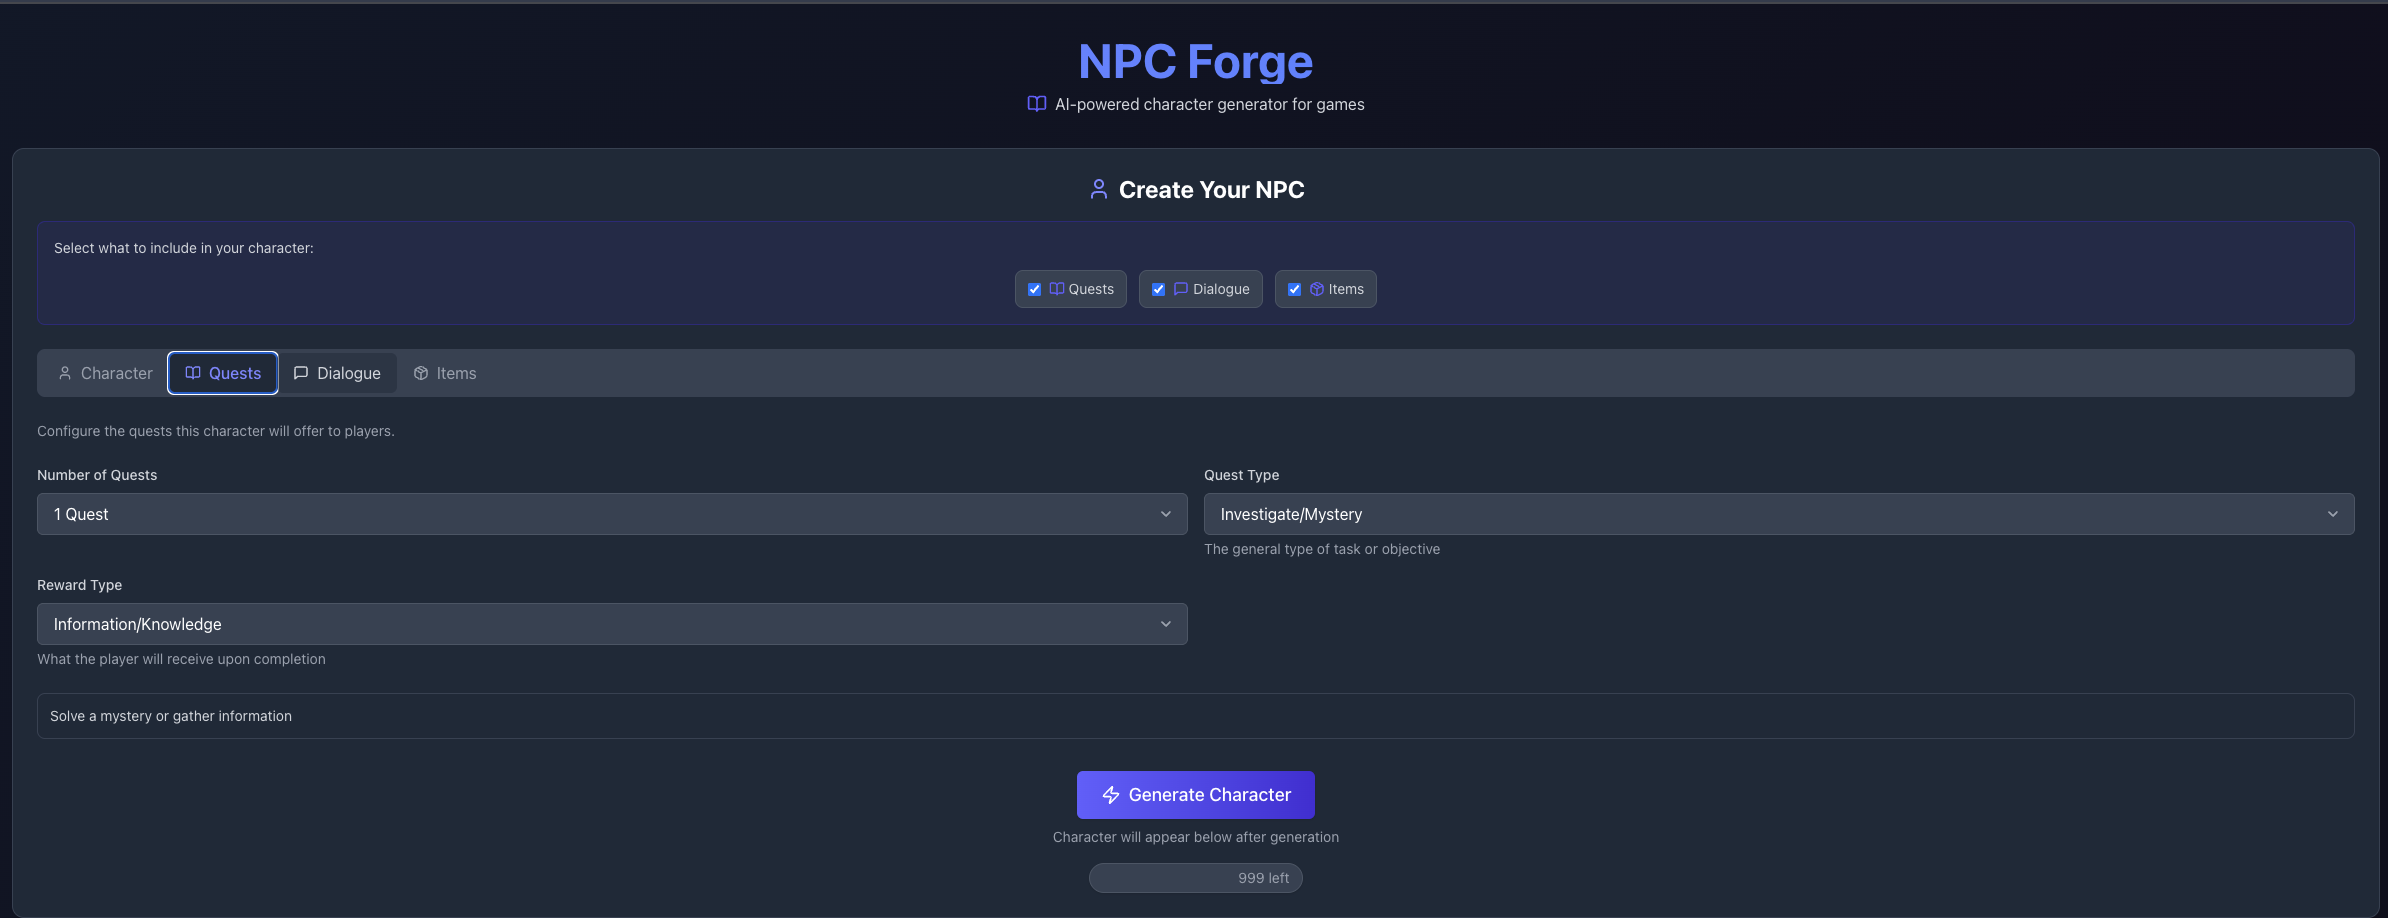 NPC Forge
AI-powered character generator for games
Create Your NPC
Select what to include in your character:
Quests Dialogue Items
Character Quests Dialogue Items
Configure the quests this character will offer to players.
Number of Quests Quest Type
1 Quest Investigate/Mystery
The general type of task or objective
Reward Type
Information/Knowledge
What the player will receive upon completion
Solve a mystery or gather information
Generate Character
Character will appear below after generation
999 left